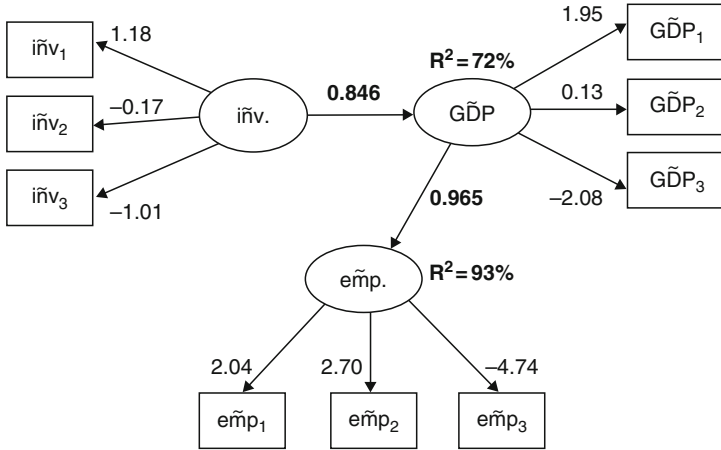 iñv₁
1.18
iñv₂
–0.17
iñv₃
–1.01
iñv.
0.846
R² = 72%
GD̃P
1.95
GD̃P₁
0.13
GD̃P₂
–2.08
GD̃P₃
0.965
em̃p.
R² = 93%
2.04
2.70
–4.74
em̃p₁
em̃p₂
em̃p₃